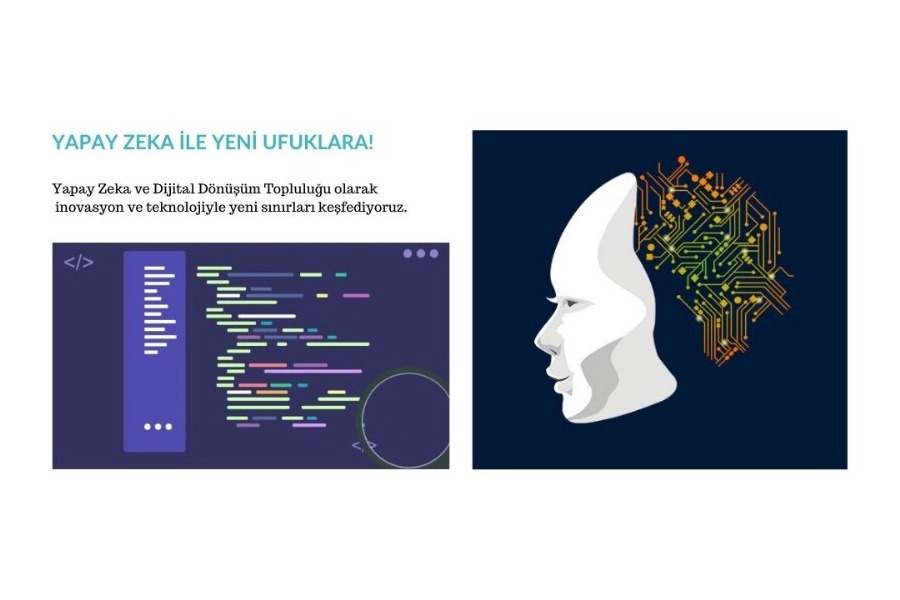 YAPAY ZEKA İLE YENİ UFUKLARA!
Yapay Zeka ve Dijital Dönüşüm Topluluğu olarak
inovasyon ve teknolojiyle yeni sınırları keşfediyoruz.
</>
</>